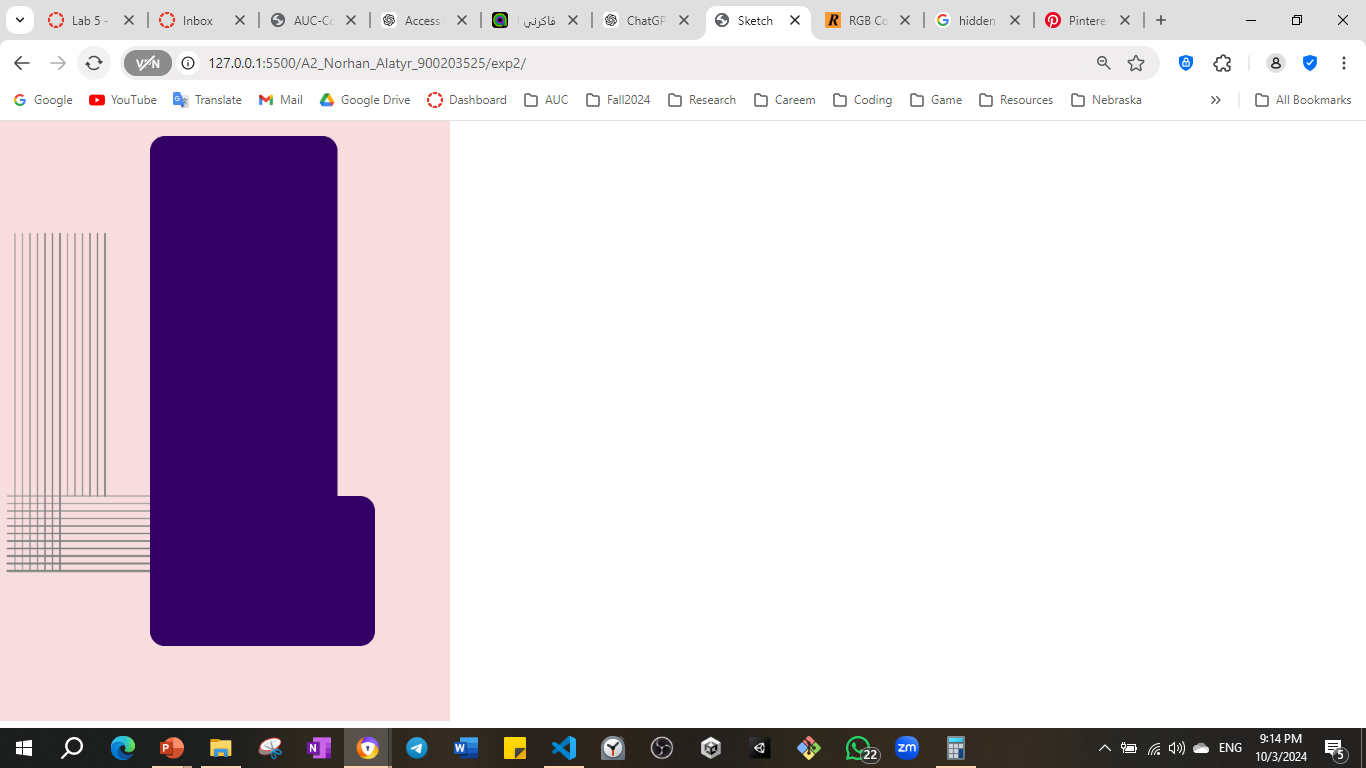 Lab 5 -
Inbox
AUC-Co
Access
فاكرني
ChatGP
Sketch
RGB Co
hidden
Pintere
VPN
127.0.0.1:5500/A2_Norhan_Alatyr_900203525/exp2/
Google
YouTube
Translate
Mail
Google Drive
Dashboard
AUC
Fall2024
Research
Careem
Coding
Game
Resources
Nebraska
All Bookmarks
22
zm
ENG
9:14 PM
10/3/2024
5